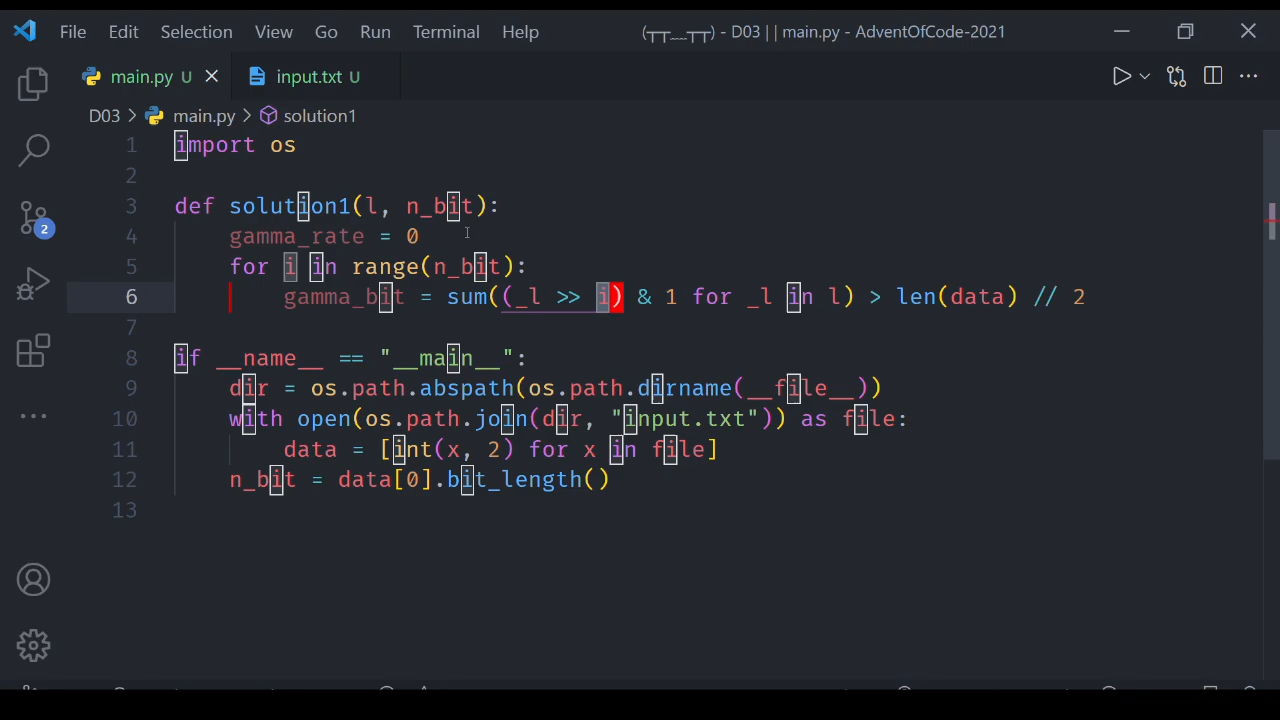 File Edit Selection View Go Run Terminal Help (┬┬﹏┬┬) - D03 | | main.py - AdventOfCode-2021
main.py U input.txt U
D03 > main.py > solution1
1 import os
2
3 def solution1(l, n_bit):
4 gamma_rate = 0
5 for i in range(n_bit):
6 gamma_bit = sum((_l >> i) & 1 for _l in l) > len(data) // 2
7
8 if __name__ == "__main__":
9 dir = os.path.abspath(os.path.dirname(__file__))
10 with open(os.path.join(dir, "input.txt")) as file:
11 data = [int(x, 2) for x in file]
12 n_bit = data[0].bit_length()
13
2